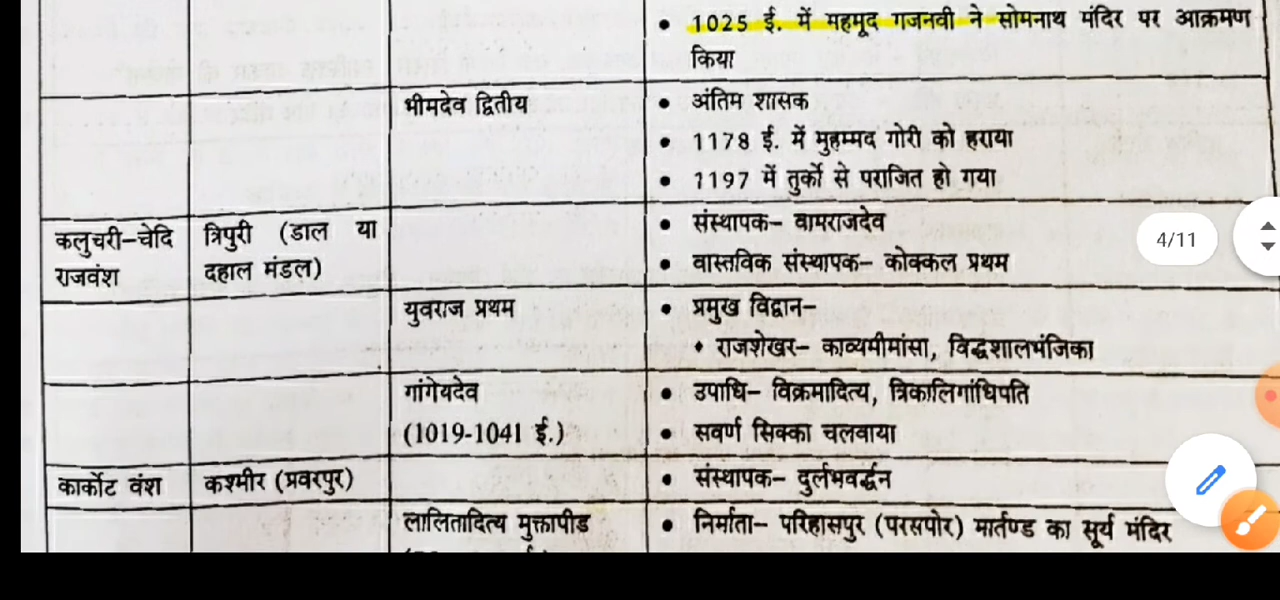 • 1025 ई. में महमूद गजनवी ने सोमनाथ मंदिर पर आक्रमण
किया
भीमदेव द्वितीय
• अंतिम शासक
• 1178 ई. में मुहम्मद गोरी को हराया
• 1197 में तुर्को से पराजित हो गया
कलुचरी-चेदि राजवंश
त्रिपुरी (डाल या
दहाल मंडल)
• संस्थापक- वामराजदेव
• वास्तविक संस्थापक- कोक्कल प्रथम
4/11
युवराज प्रथम
• प्रमुख विद्वान-
♦ राजशेखर- काव्यमीमांसा, विद्धशालभंजिका
गांगेयदेव
(1019-1041 ई.)
• उपाधि- विक्रमादित्य, त्रिकालिगांधिपति
• सवर्ण सिक्का चलवाया
कार्कोट वंश
कश्मीर (प्रवरपुर)
• संस्थापक- दुर्लभवर्द्धन
लालितादित्य मुक्तापीड
• निर्माता- परिहासपुर (परसपोर) मार्तण्ड का सूर्य मंदिर